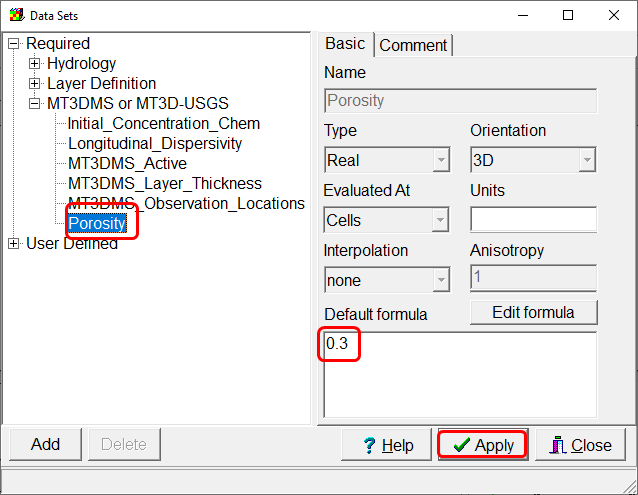 Data Sets
Required
Hydrology
Layer Definition
MT3DMS or MT3D-USGS
Initial_Concentration_Chem
Longitudinal_Dispersivity
MT3DMS_Active
MT3DMS_Layer_Thickness
MT3DMS_Observation_Locations
Porosity
User Defined
Basic Comment
Name
Porosity
Type Orientation
Real 3D
Evaluated At Units
Cells
Interpolation Anisotropy
none 1
Default formula Edit formula
0.3
Add Delete ? Help Apply Close